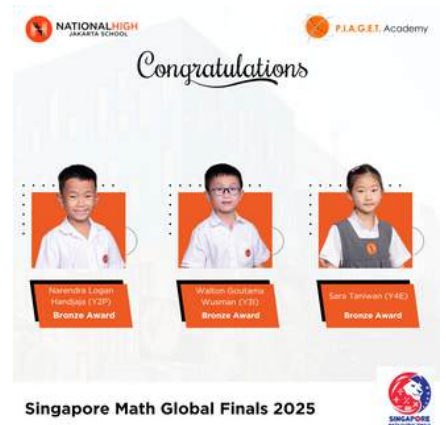 NATIONALHIGH
JAKARTA SCHOOL
P.I.A.G.E.T. Academy
Congratulations
Narendra Logan
Handjaja (Y2P)
Bronze Award
Walton Goutama
Wusman (Y3I)
Bronze Award
Sara Taniwan (Y4E)
Bronze Award
Singapore Math Global Finals 2025
SINGAPORE